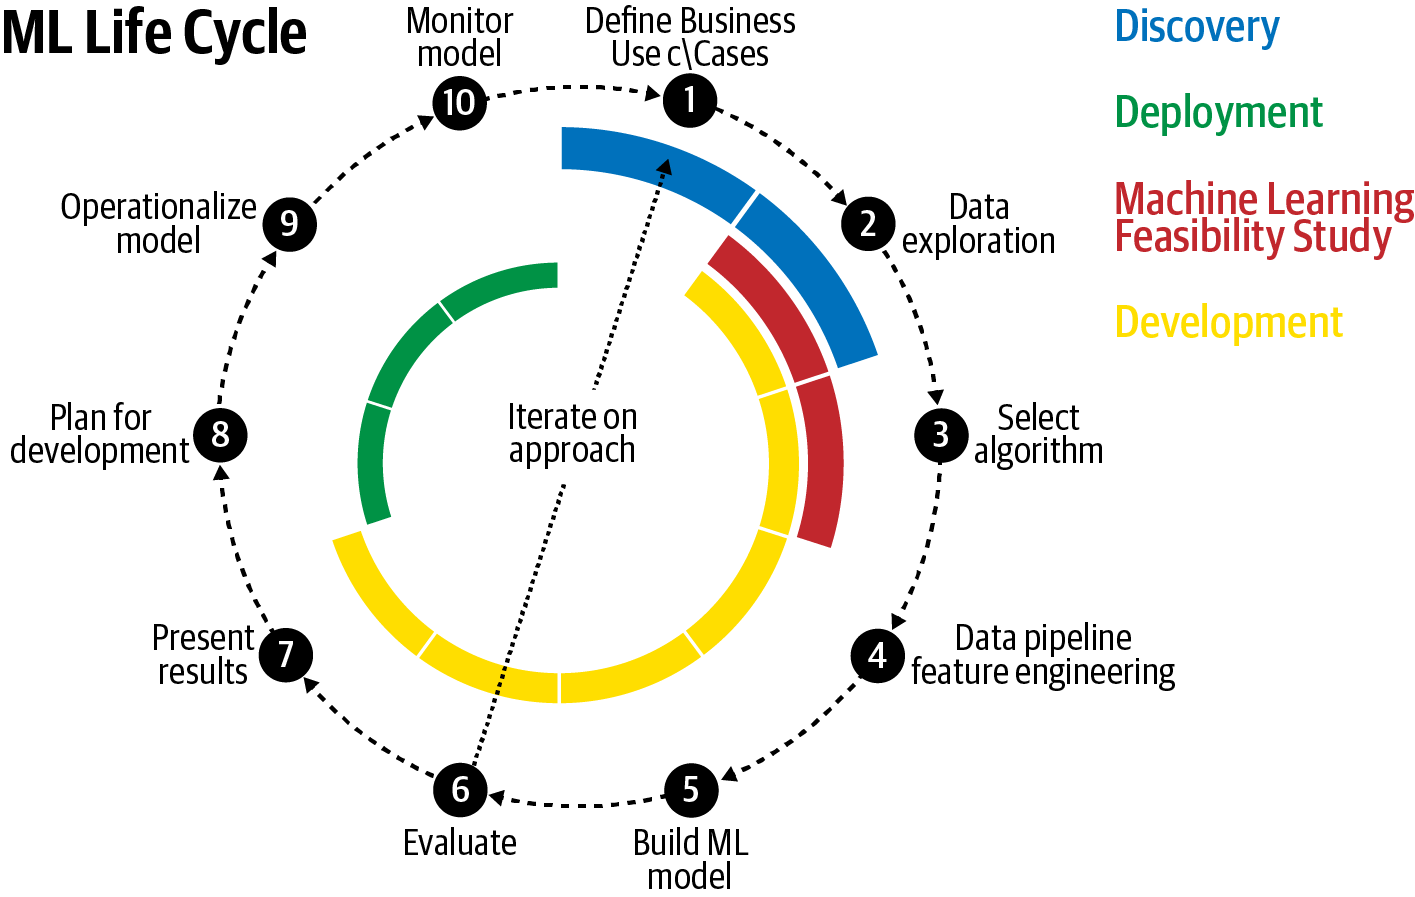 ML Life Cycle
Monitor
model
10
Define Business
Use c\Cases
1
2
Data
exploration
3
Select
algorithm
4
Data pipeline
feature engineering
5
Build ML
model
6
Evaluate
7
Present
results
8
Plan for
development
9
Operationalize
model
Iterate on
approach
Discovery
Deployment
Machine Learning
Feasibility Study
Development